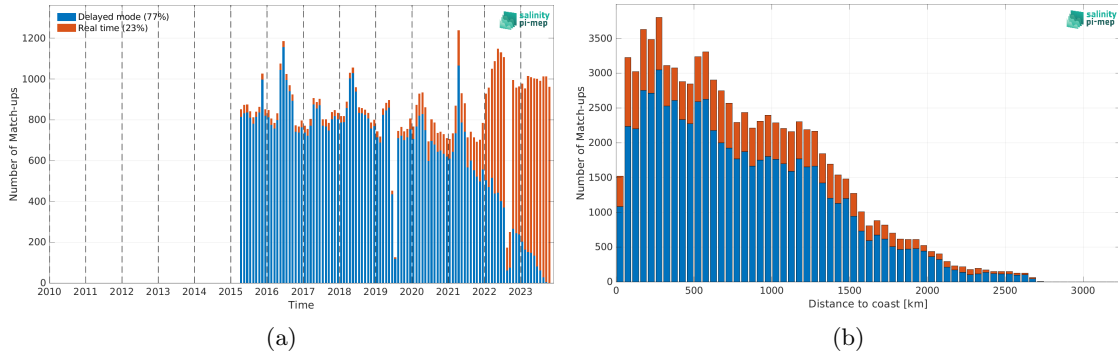 Delayed mode (77%)
Real time (23%)
salinity
pi-mep
Number of Match-ups
1200
1000
800
600
400
200
0
2010 2011 2012 2013 2014 2015 2016 2017 2018 2019 2020 2021 2022 2023
Time
(a)
salinity
pi-mep
Number of Match-ups
3500
3000
2500
2000
1500
1000
500
0
0 500 1000 1500 2000 2500 3000
Distance to coast [km]
(b)